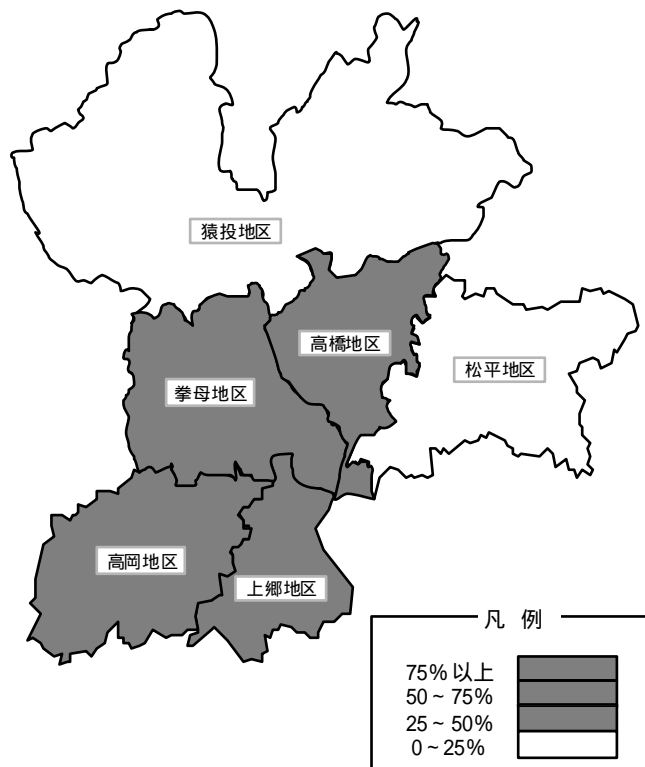 猿投地区
高橋地区
松平地区
挙母地区
高岡地区
上郷地区
凡 例
75% 以上
50 ~ 75%
25 ~ 50%
0 ~ 25%